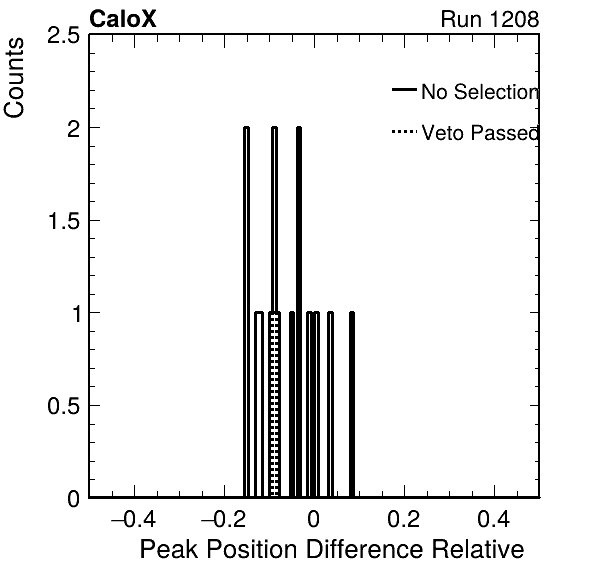 CaloX Run 1208
Counts
2.5
2
1.5
1
0.5
0
No Selection
Veto Passed
−0.4 −0.2 0 0.2 0.4
Peak Position Difference Relative